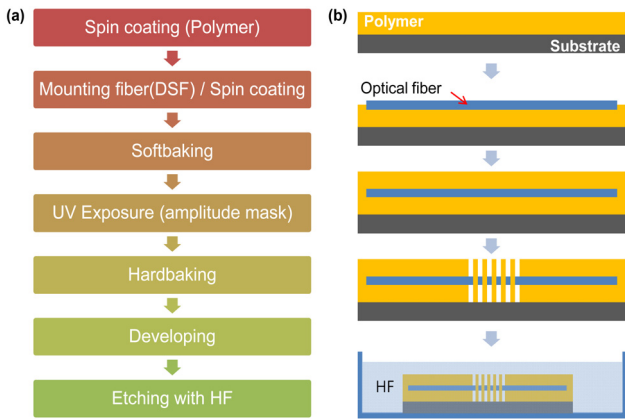 (a)
Spin coating (Polymer)
Mounting fiber(DSF) / Spin coating
Softbaking
UV Exposure (amplitude mask)
Hardbaking
Developing
Etching with HF
(b)
Polymer
Substrate
Optical fiber
HF